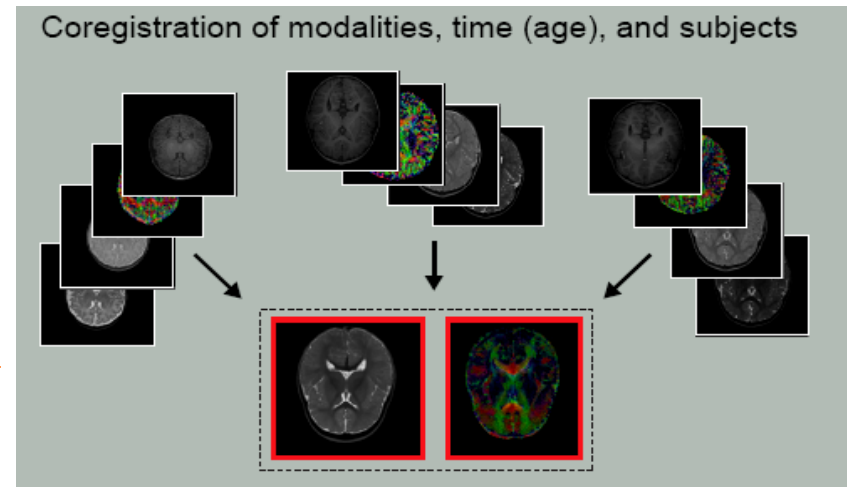 Coregistration of modalities, time (age), and subjects